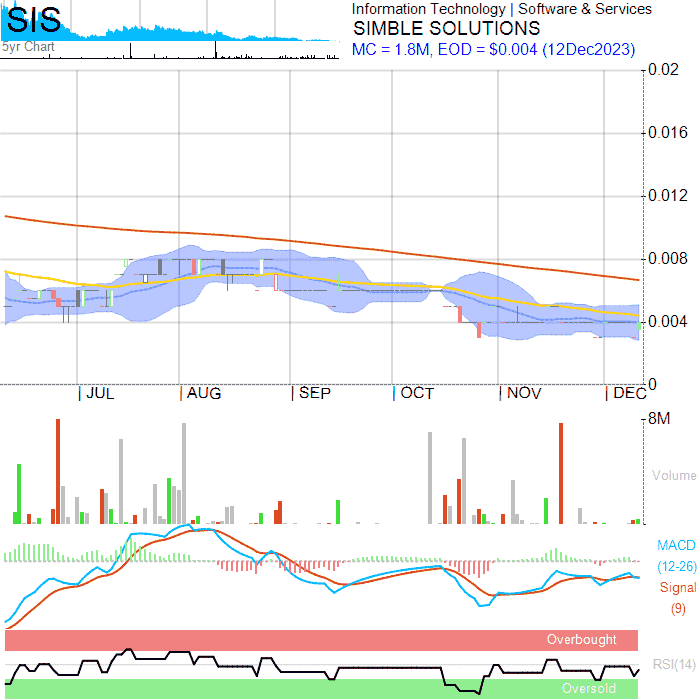 SIS
5yr Chart
Information Technology | Software & Services
SIMBLE SOLUTIONS
MC = 1.8M, EOD = $0.004 (12Dec2023)
0.02
0.016
0.012
0.008
0.004
0
| JUL | AUG | SEP | OCT | NOV | DEC
8M
Volume
MACD
(12-26)
Signal
(9)
Overbought
RSI(14)
Oversold